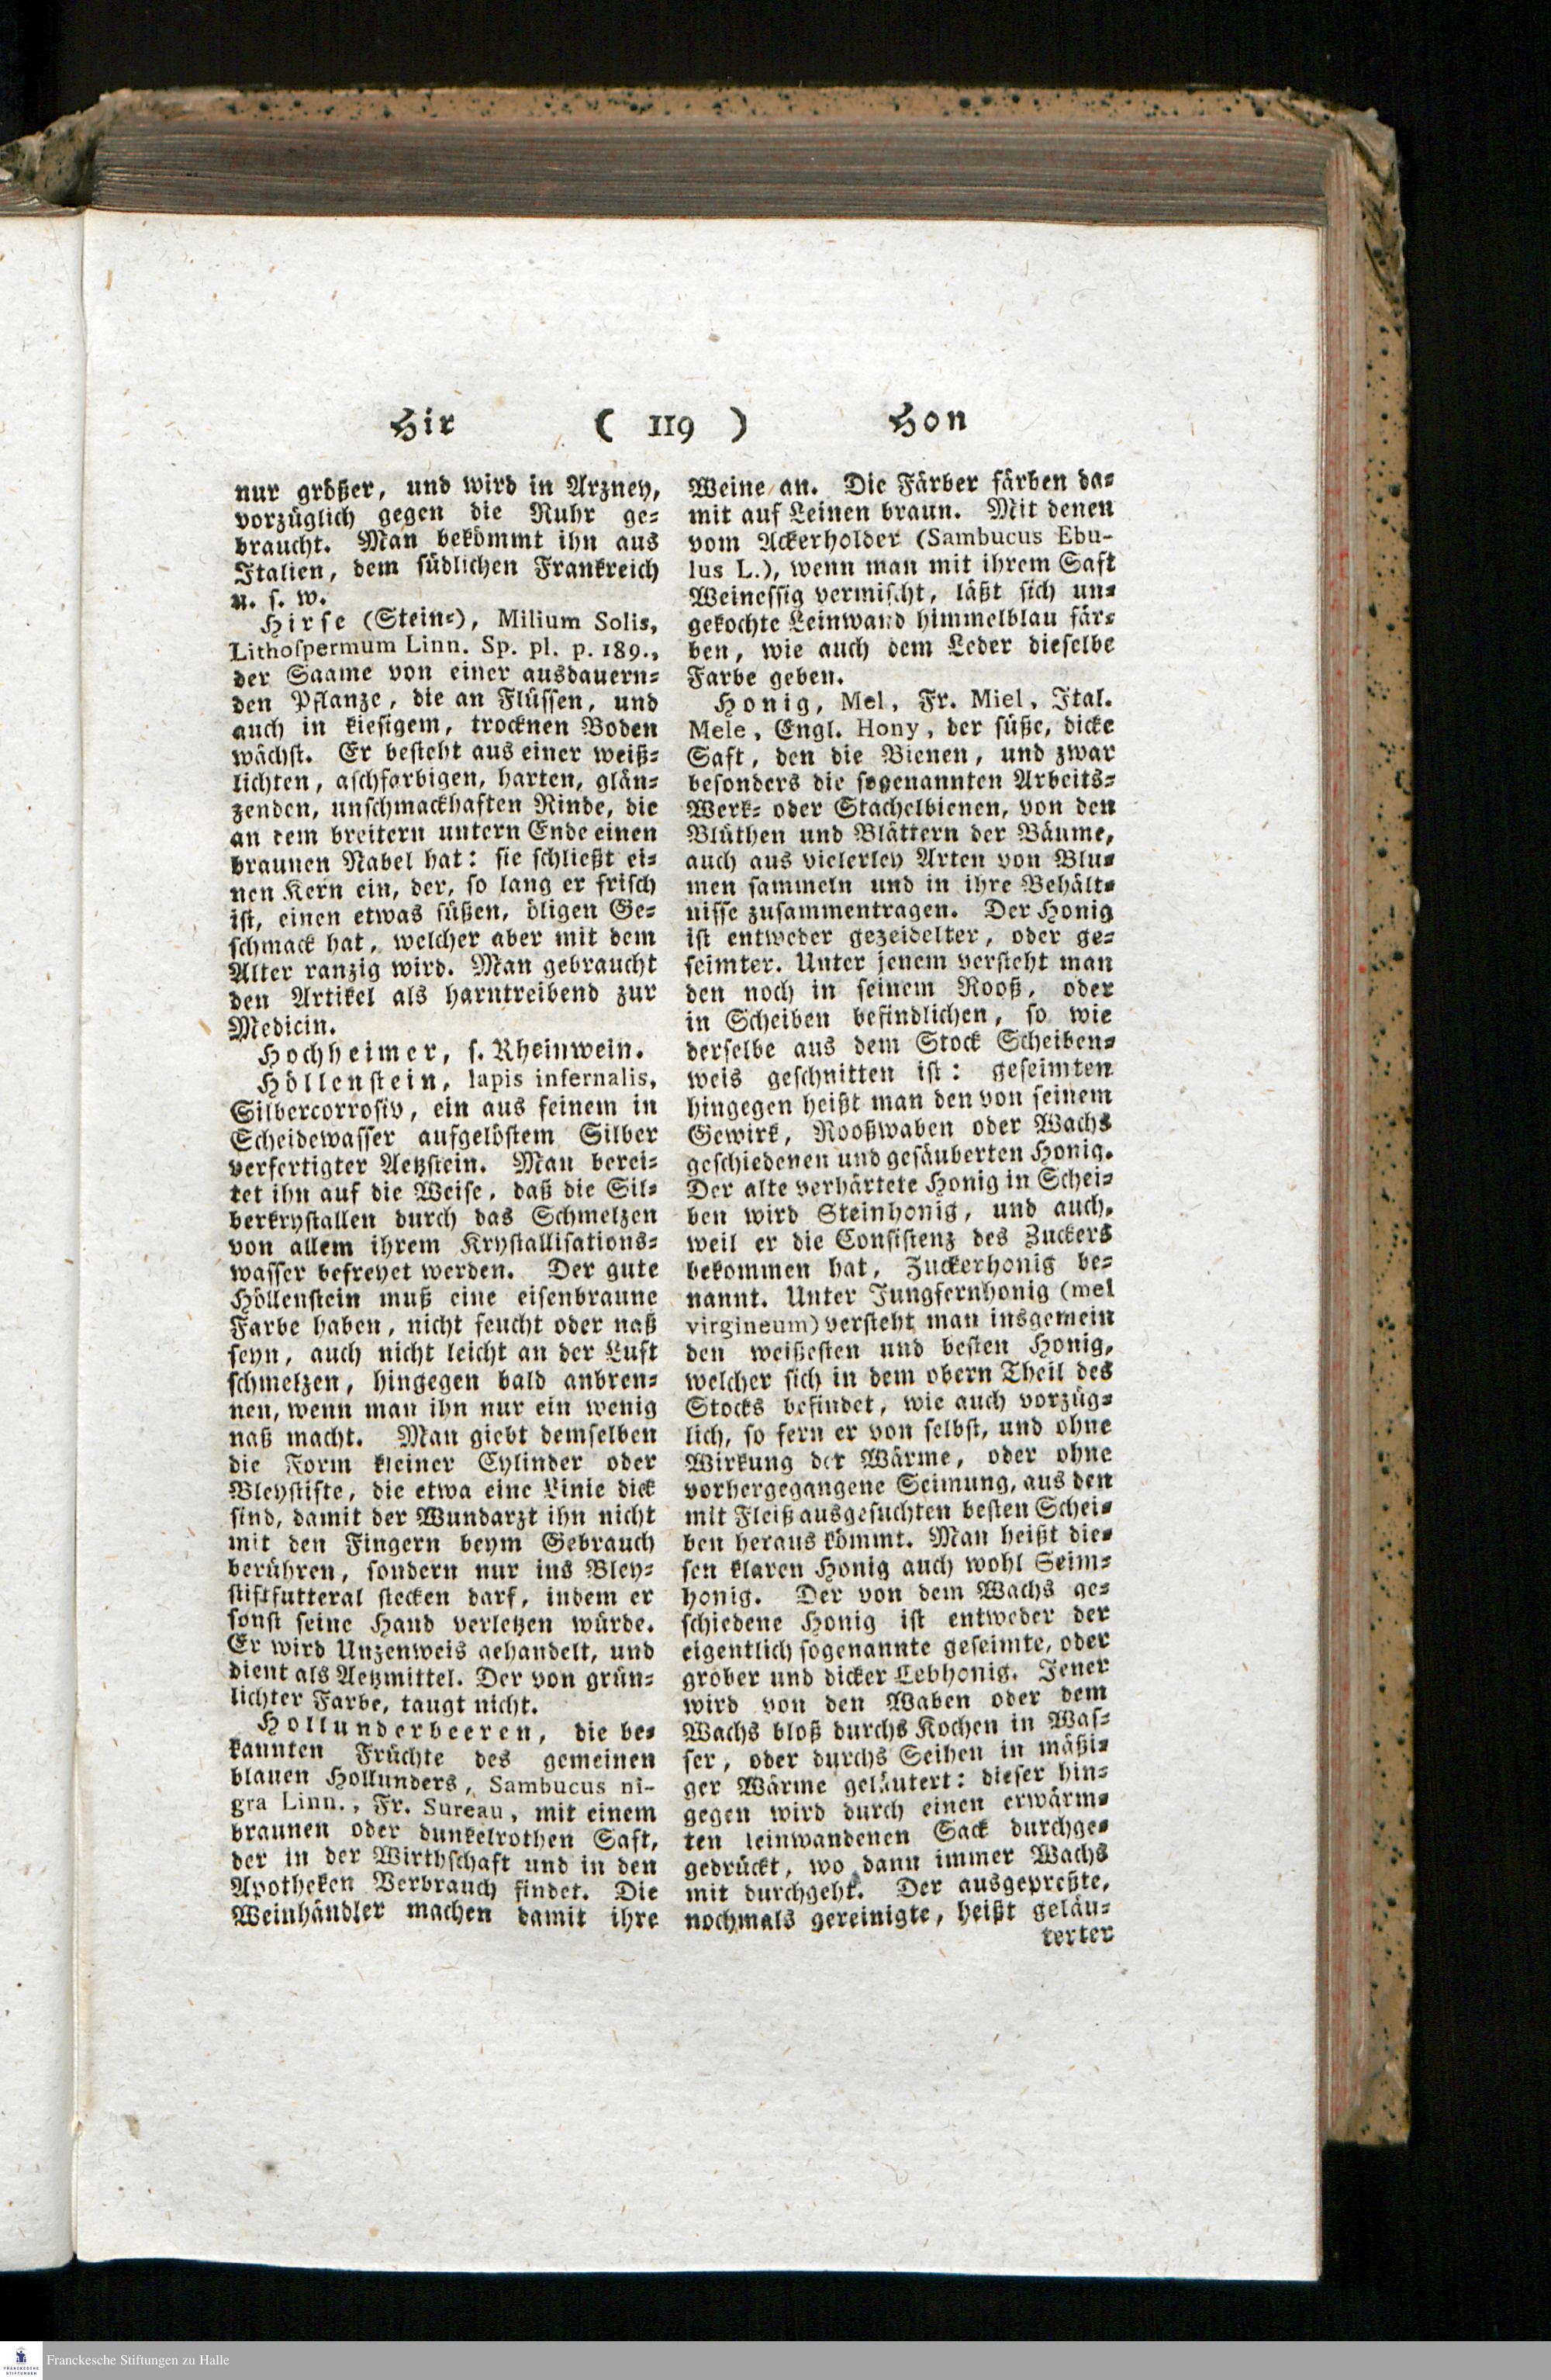 Hir ( 119 ) Hon
nur größer, und wird in Arzney,
vorzüglich gegen die Ruhr ge-
braucht. Man bekömmt ihn aus
Italien, dem südlichen Frankreich
u. s. w.
Hirse (Stein-), Milium Solis,
Lithoſpermum Linn. Sp. pl. p. 189.,
der Saame von einer ausdauern-
den Pflanze, die an Flüssen, und
auch in kiesigem, trocknen Boden
wächst. Er besteht aus einer weiß-
lichten, aschfarbigen, harten, glän-
zenden, unschmackhaften Rinde, die
an dem breitern untern Ende einen
braunen Nabel hat: sie schließt ei-
nen Kern ein, der, so lang er frisch
ist, einen etwas süßen, öligen Ge-
schmack hat, welcher aber mit dem
Alter ranzig wird. Man gebraucht
den Artikel als harntreibend zur
Medicin.
Hochheimer, s. Rheinwein.
Höllenstein, lapis infernalis,
Silbercorrosiv, ein aus feinem in
Scheidewasser aufgelöstem Silber
verfertigter Aetzstein. Man berei-
tet ihn auf die Weise, daß die Sil-
berkrystallen durch das Schmelzen
von allem ihrem Krystallisations-
wasser befreyet werden. Der gute
Höllenstein muß eine eisenbraune
Farbe haben, nicht feucht oder naß
seyn, auch nicht leicht an der Luft
schmelzen, hingegen bald anbren-
nen, wenn man ihn nur ein wenig
naß macht. Man giebt demselben
die Form kleiner Cylinder oder
Bleystifte, die etwa eine Linie dick
sind, damit der Wundarzt ihn nicht
mit den Fingern beym Gebrauch
berühren, sondern nur ins Bley-
stiftfutteral stecken darf, indem er
sonst seine Hand verletzen würde.
Er wird Unzenweis gehandelt, und
dient als Aetzmittel. Der von grün-
lichter Farbe, taugt nicht.
Hollunderbeeren, die be-
kannten Früchte des gemeinen
blauen Hollunders, Sambucus ni-
gra Linn., Fr. Sureau, mit einem
braunen oder dunkelrothen Saft,
der in der Wirthschaft und in den
Apotheken Verbrauch findet. Die
Weinhändler machen damit ihre
Weine an. Die Färber färben da-
mit auf Leinen braun. Mit denen
vom Ackerholder (Sambucus Ebu-
lus L.), wenn man mit ihrem Saft
Weinessig vermischt, läßt sich un-
gekochte Leinwand himmelblau fär-
ben, wie auch dem Leder dieselbe
Farbe geben.
Honig, Mel, Fr. Miel, Ital.
Mele, Engl. Hony, der süße, dicke
Saft, den die Bienen, und zwar
besonders die sogenannten Arbeits-
Werk- oder Stachelbienen, von den
Blüthen und Blättern der Bäume,
auch aus vielerley Arten von Blu-
men sammeln und in ihre Behält-
nisse zusammentragen. Der Honig
ist entweder gezeidelter, oder ge-
seimter. Unter jenem versteht man
den noch in seinem Rooß, oder
in Scheiben befindlichen, so wie
derselbe aus dem Stock Scheiben-
weis geschnitten ist: geseimten
hingegen heißt man den von seinem
Gewirk, Rooßwaben oder Wachs
geschiedenen und gesäuberten Honig.
Der alte verhärtete Honig in Schei-
ben wird Steinhonig, und auch,
weil er die Consistenz des Zuckers
bekommen hat, Zuckerhonig be-
nannt. Unter Jungfernhonig (mel
virgineum) versteht man insgemein
den weißesten und besten Honig,
welcher sich in dem obern Theil des
Stocks befindet, wie auch vorzüg-
lich, so fern er von selbst, und ohne
Wirkung der Wärme, oder ohne
vorhergegangene Seimung, aus den
mit Fleiß ausgesuchten besten Schei-
ben heraus kömmt. Man heißt die-
sen klaren Honig auch wohl Seim-
honig. Der von dem Wachs ge-
schiedene Honig ist entweder der
eigentlich sogenannte geseimte, oder
grober und dicker Lebhonig. Jener
wird von den Waben oder dem
Wachs bloß durchs Kochen in Was-
ser, oder durchs Seihen in mäßi-
ger Wärme geläutert: dieser hin-
gegen wird durch einen erwärm-
ten leinwandenen Sack durchge-
gedrückt, wo dann immer Wachs
mit durchgeht. Der ausgepreßte,
nochmals gereinigte, heißt geläu-
terter
FRANCKESCHE
STIFTUNGEN
Franckesche Stiftungen zu Halle